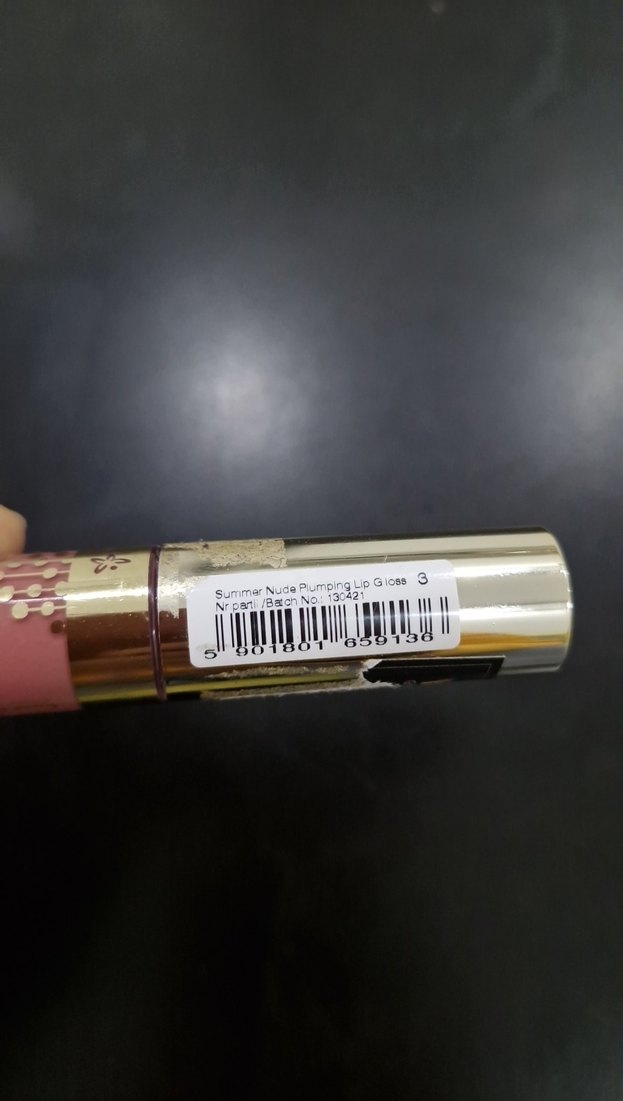 Summer Nude Plumping Lip Gloss 3
Nr partii /Batch No.: 130421
5 901801 659136